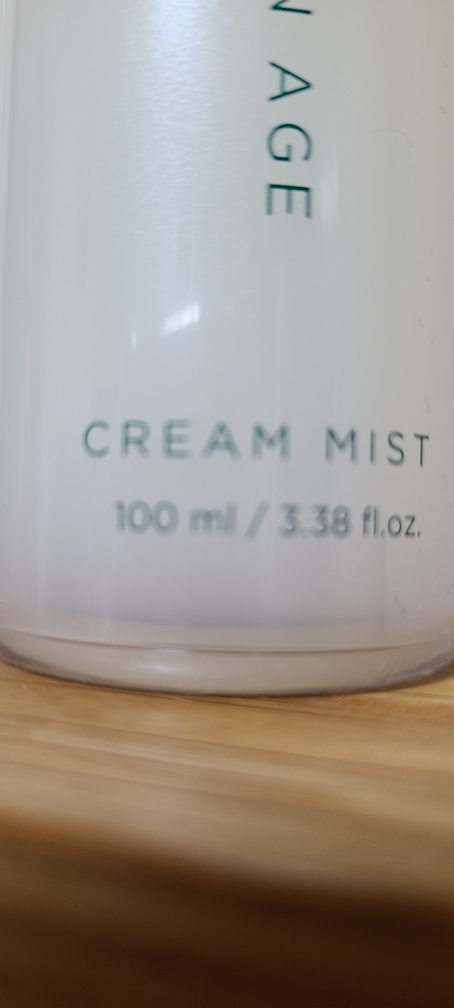 N AGE
CREAM MIST
100 ml / 3.38 fl.oz.